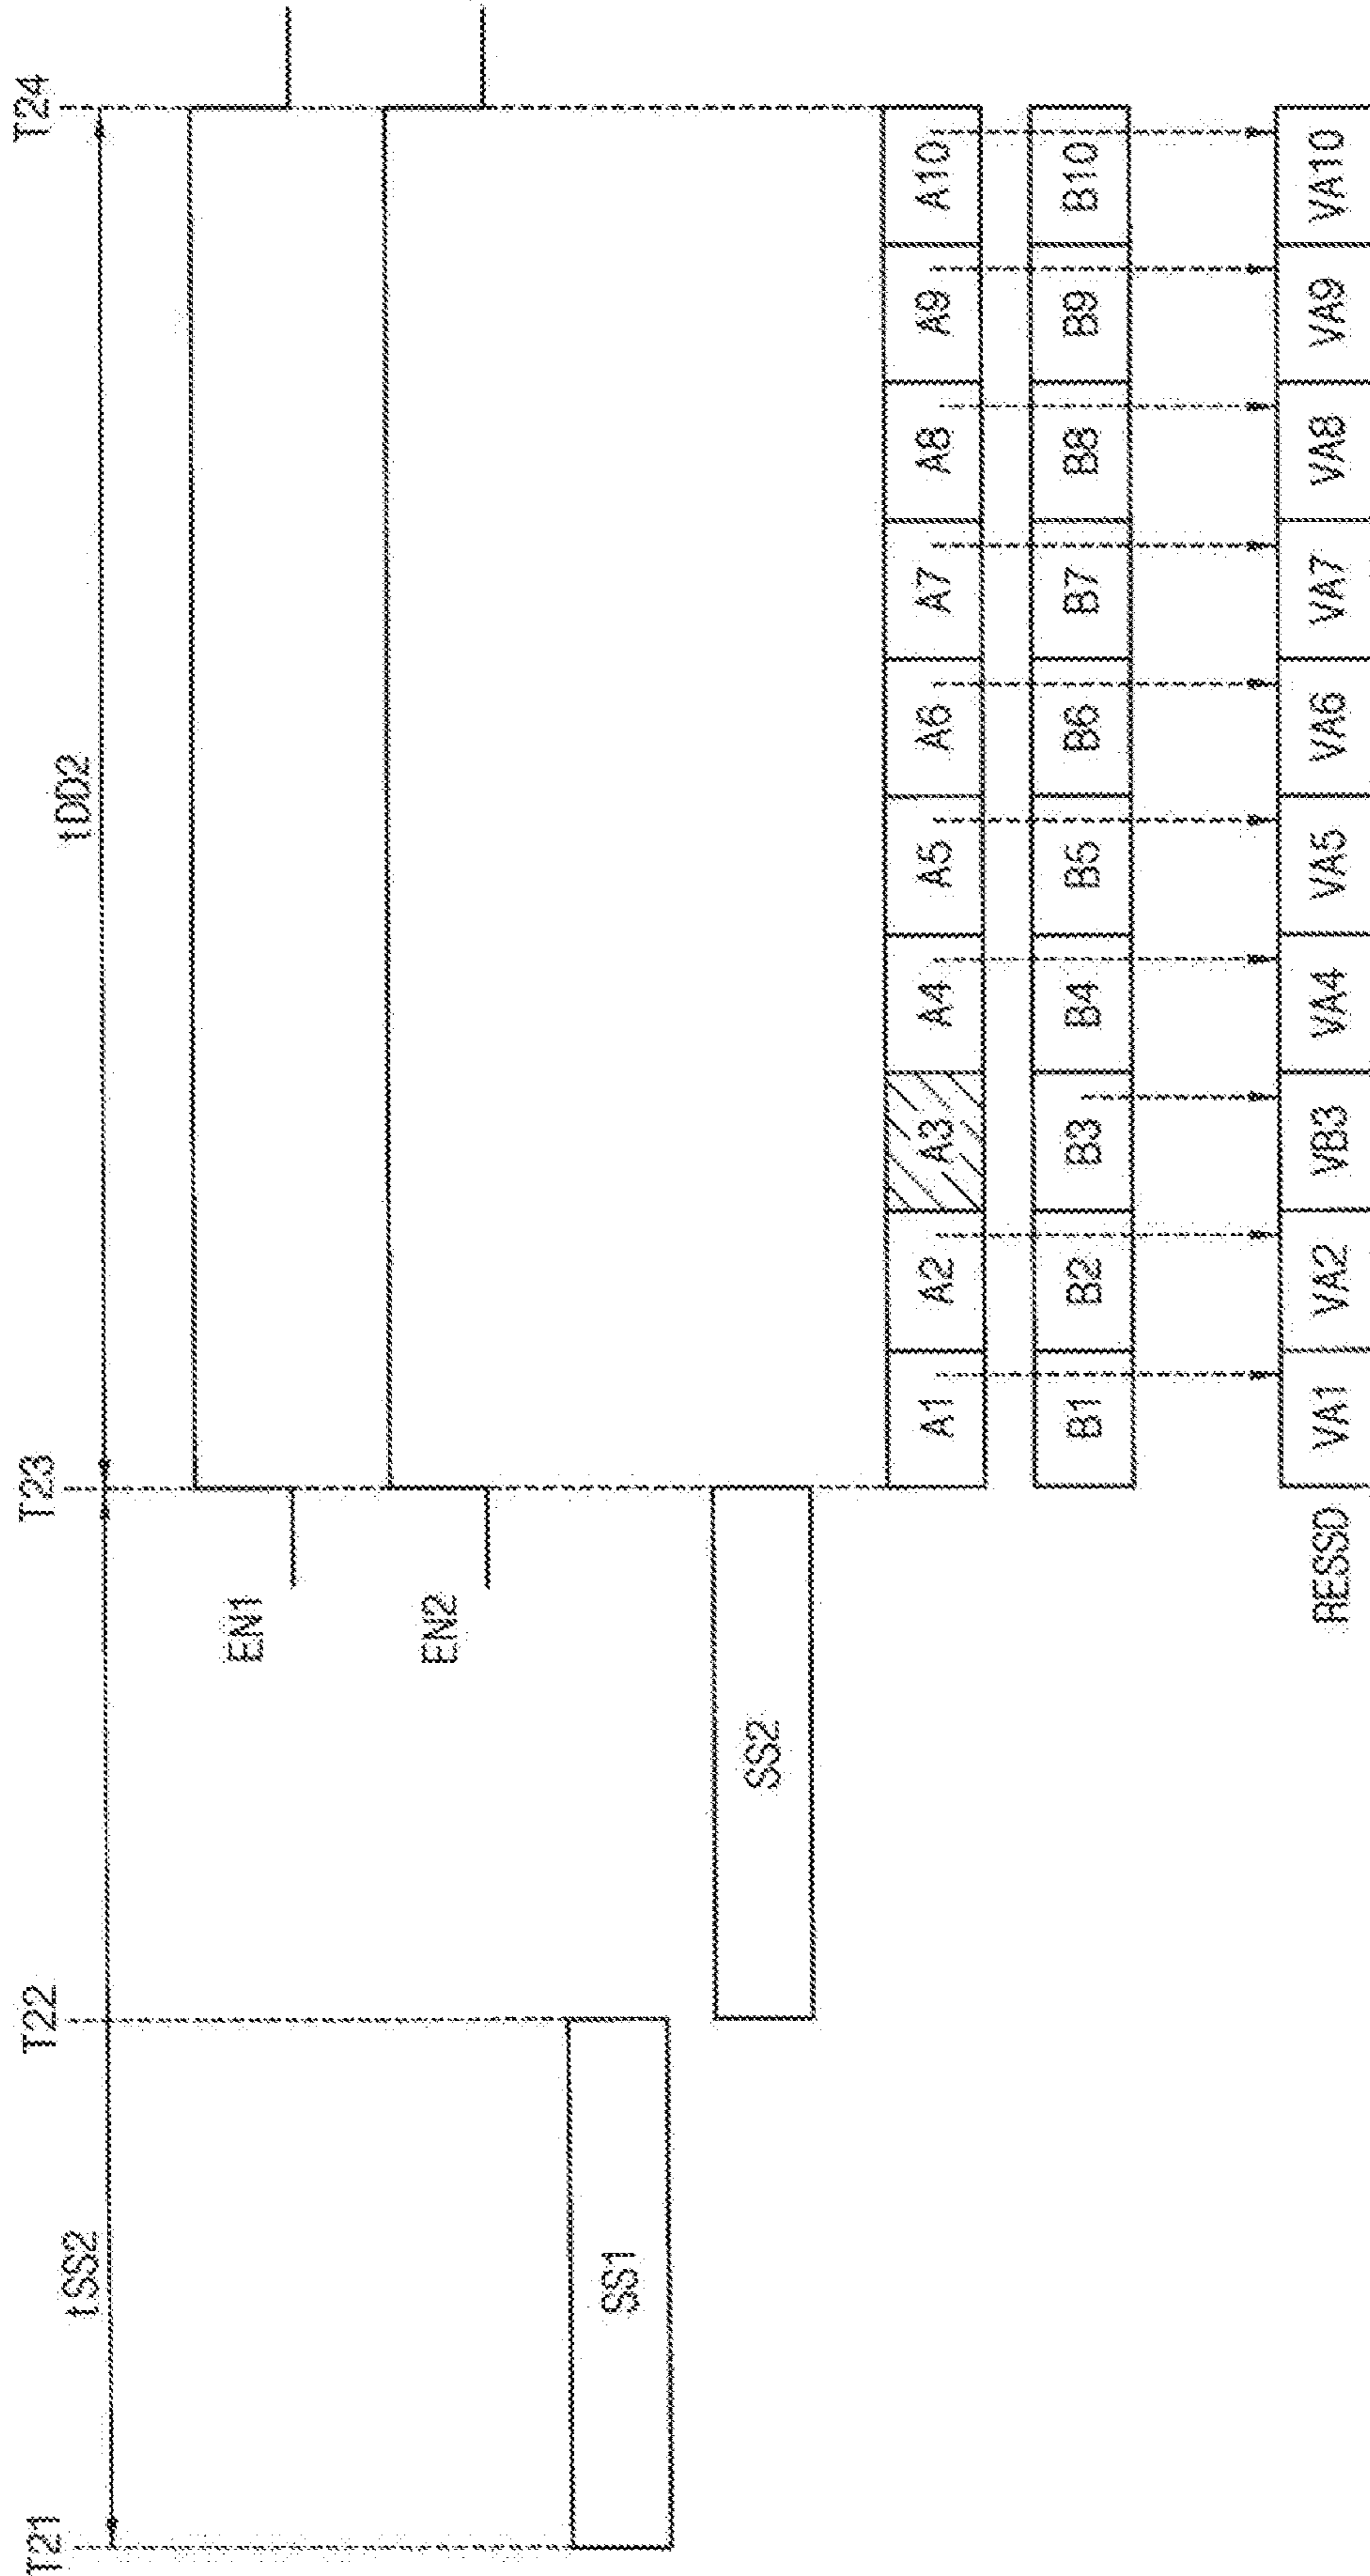 T21 T22 T23 T24
tSS2 tDD2
EN1
EN2
SS1
SS2
A1 A2 A3 A4 A5 A6 A7 A8 A9 A10
B1 B2 B3 B4 B5 B6 B7 B8 B9 B10
RESSD VA1 VA2 VB3 VA4 VA5 VA6 VA7 VA8 VA9 VA10